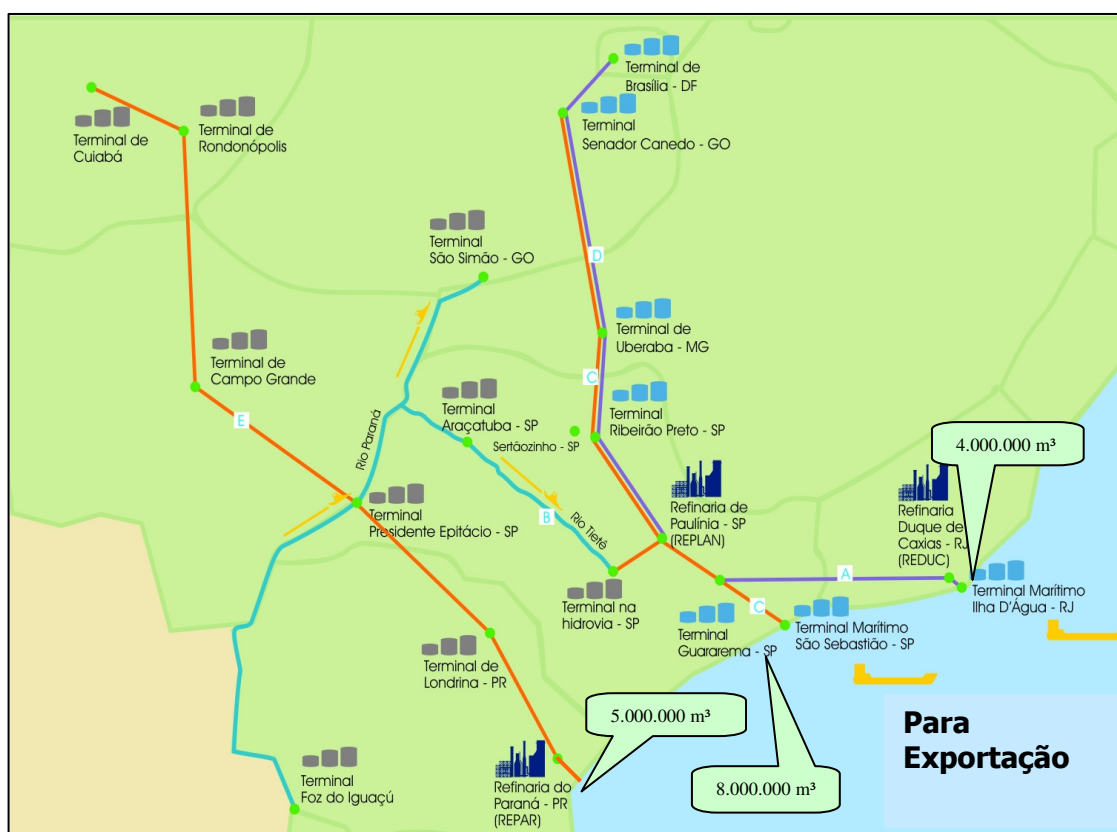 Terminal de
Brasília - DF
Terminal
Senador Canedo - GO
Terminal de
Cuiabá
Terminal de
Rondonópolis
Terminal
São Simão - GO
D
Terminal de
Uberaba - MG
Terminal de
Campo Grande
C
E
Rio Paraná
Terminal
Araçatuba - SP
Sertãozinho - SP
Terminal
Ribeirão Preto - SP
4.000.000 m³
Terminal
Presidente Epitácio - SP
B
Rio Tietê
Refinaria de
Paulínia - SP
(REPLAN)
Refinaria
Duque de
Caxias - RJ
(REDUC)
A
Terminal Marítimo
Ilha D'Água - RJ
Terminal na
hidrovia - SP
C
Terminal
Guararema - SP
Terminal Marítimo
São Sebastião - SP
Terminal de
Londrina - PR
5.000.000 m³
Para
Exportação
8.000.000 m³
Terminal
Foz do Iguaçú
Refinaria do
Paraná - PR
(REPAR)